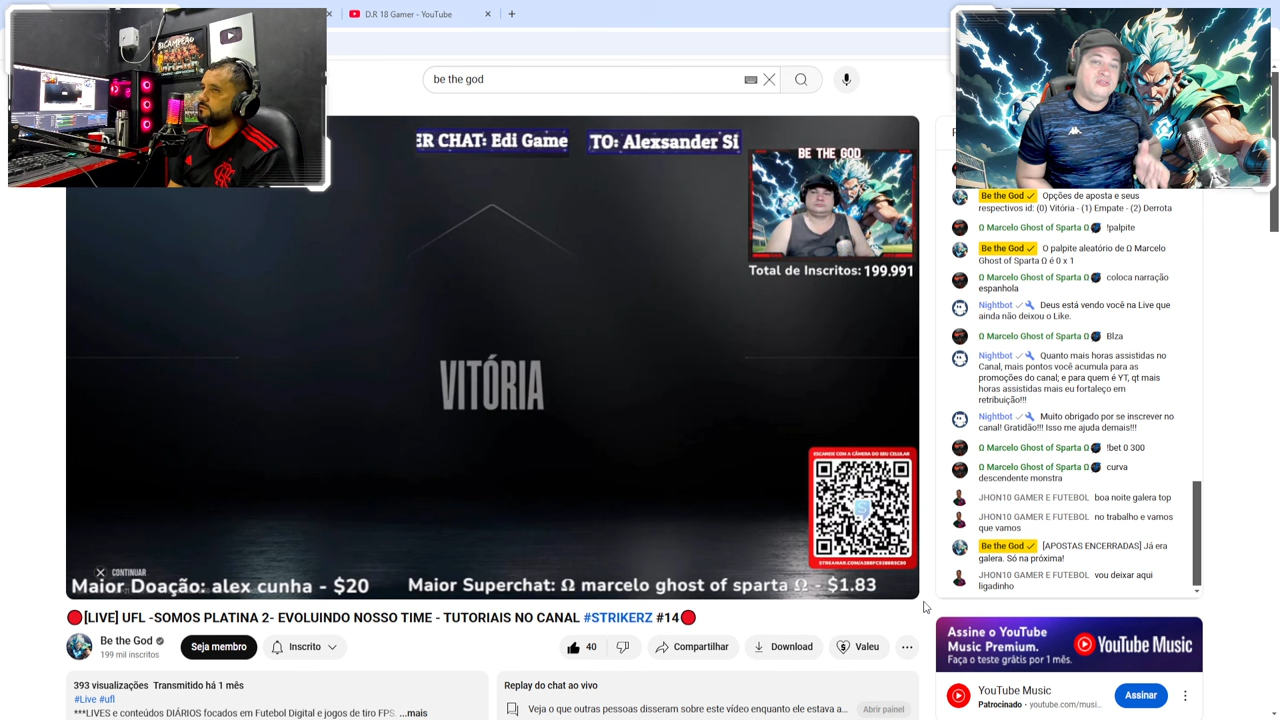 D.R 18 Gamer - YouTube
be the god
BICAMPEÃO
ER CHAT: Edi Game
TO: Alexsander Si
BE THE GOD
Total de Inscritos: 199.991
VITÓRIA
ESCANEIE COM A CÂMERA DO SEU CELULAR
CONTINUAR
Maior Doação: alex cunha - $20
Maior Superchat: Ω marcelo ghost of sparta Ω - $1.83
🔴[LIVE] UFL -SOMOS PLATINA 2- EVOLUINDO NOSSO TIME - TUTORIAIS NO CANAL #STRIKERZ #14🔴
Be the God
199 mil inscritos
Seja membro
Inscrito
40
Compartilhar
Download
Valeu
393 visualizações Transmitido há 1 mês
#Live #ufl
***LIVES e conteúdos DIÁRIOS focados em Futebol Digital e jogos de tiro FPS. ...mais
Replay do chat ao vivo
Veja o que outras pessoas disseram sobre este vídeo enquanto ele estava a...
Abrir painel
Be the God Opções de aposta e seus
respectivos id: (0) Vitória - (1) Empate - (2) Derrota
Ω Marcelo Ghost of Sparta Ω !palpite
Be the God O palpite aleatório de Ω Marcelo
Ghost of Sparta Ω é 0 x 1
Ω Marcelo Ghost of Sparta Ω coloca narração
espanhola
Nightbot Deus está vendo você na Live que
ainda não deixou o Like.
Ω Marcelo Ghost of Sparta Ω Blza
Nightbot Quanto mais horas assistidas no
Canal, mais pontos você acumula para as
promoções do canal; e para quem é YT, qt mais
horas assistidas mais eu fortaleço em
retribuição!!!
Nightbot Muito obrigado por se inscrever no
canal! Gratidão!!! Isso me ajuda demais!!!
Ω Marcelo Ghost of Sparta Ω !bet 0 300
Ω Marcelo Ghost of Sparta Ω curva
descendente monstra
JHON10 GAMER E FUTEBOL boa noite galera top
JHON10 GAMER E FUTEBOL no trabalho e vamos
que vamos
Be the God [APOSTAS ENCERRADAS] Já era
galera. Só na próxima!
JHON10 GAMER E FUTEBOL vou deixar aqui
ligadinho
Assine o YouTube
Music Premium.
Faça o teste grátis por 1 mês.
YouTube Music
YouTube Music
Patrocinado · youtube.com/musi...
Assinar